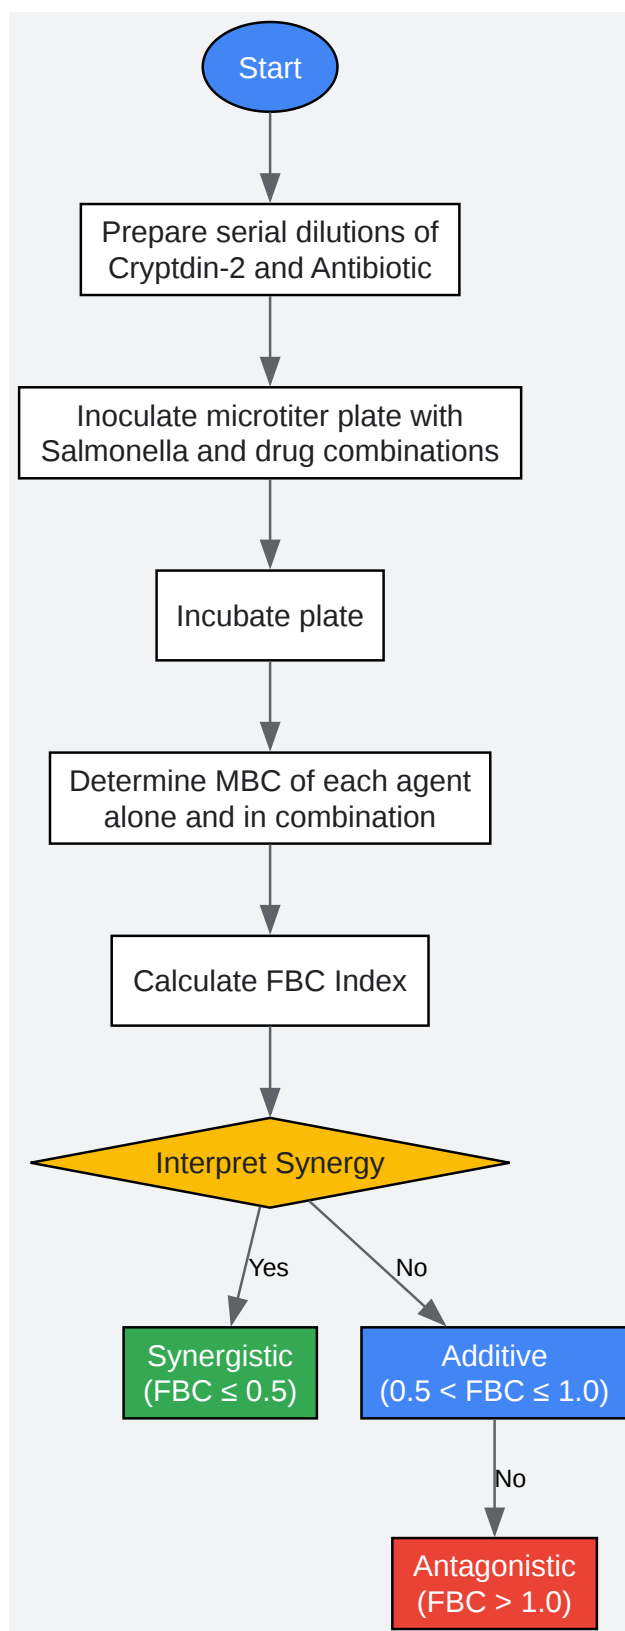 Start
Prepare serial dilutions of
Cryptdin-2 and Antibiotic
Inoculate microtiter plate with
Salmonella and drug combinations
Incubate plate
Determine MBC of each agent
alone and in combination
Calculate FBC Index
Interpret Synergy
Yes
No
Synergistic
(FBC ≤ 0.5)
Additive
(0.5 < FBC ≤ 1.0)
No
Antagonistic
(FBC > 1.0)